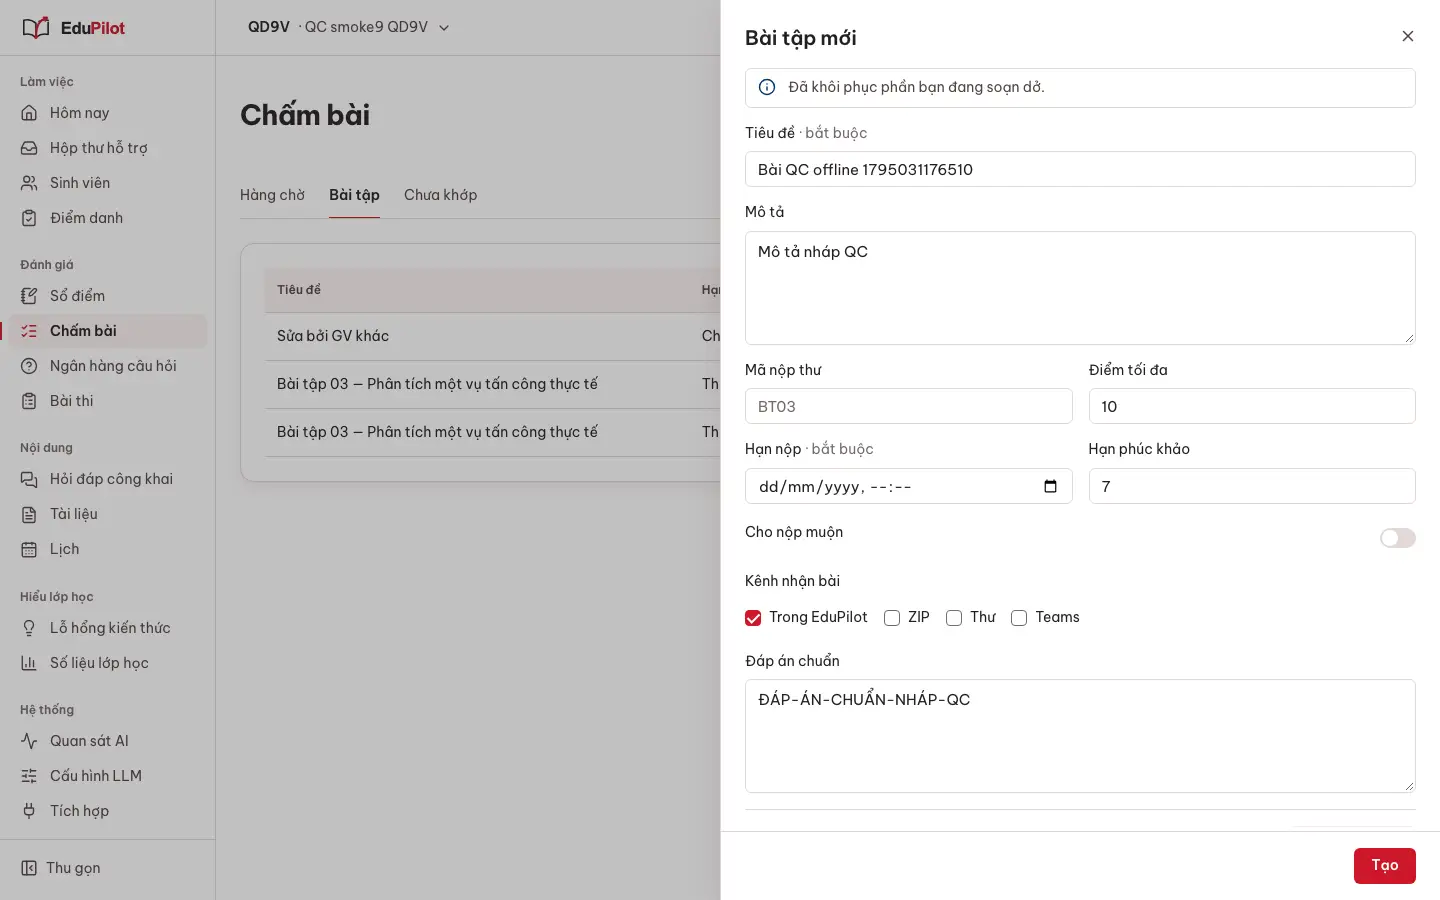 EduPilot
QD9V · QC smoke9 QD9V
Làm việc
Hôm nay
Hộp thư hỗ trợ
Sinh viên
Điểm danh
Đánh giá
Sổ điểm
Chấm bài
Ngân hàng câu hỏi
Bài thi
Nội dung
Hỏi đáp công khai
Tài liệu
Lịch
Hiểu lớp học
Lỗ hổng kiến thức
Số liệu lớp học
Hệ thống
Quan sát AI
Cấu hình LLM
Tích hợp
Thu gọn
Chấm bài
Hàng chờ Bài tập Chưa khớp
Tiêu đề Hạ
Sửa bởi GV khác Ch
Bài tập 03 — Phân tích một vụ tấn công thực tế Th
Bài tập 03 — Phân tích một vụ tấn công thực tế Th
Bài tập mới
Đã khôi phục phần bạn đang soạn dở.
Tiêu đề · bắt buộc
Bài QC offline 1795031176510
Mô tả
Mô tả nháp QC
Mã nộp thư Điểm tối đa
BT03 10
Hạn nộp · bắt buộc Hạn phúc khảo
dd/mm/yyyy, --:-- 7
Cho nộp muộn
Kênh nhận bài
Trong EduPilot ZIP Thư Teams
Đáp án chuẩn
ĐÁP-ÁN-CHUẨN-NHÁP-QC
Tạo